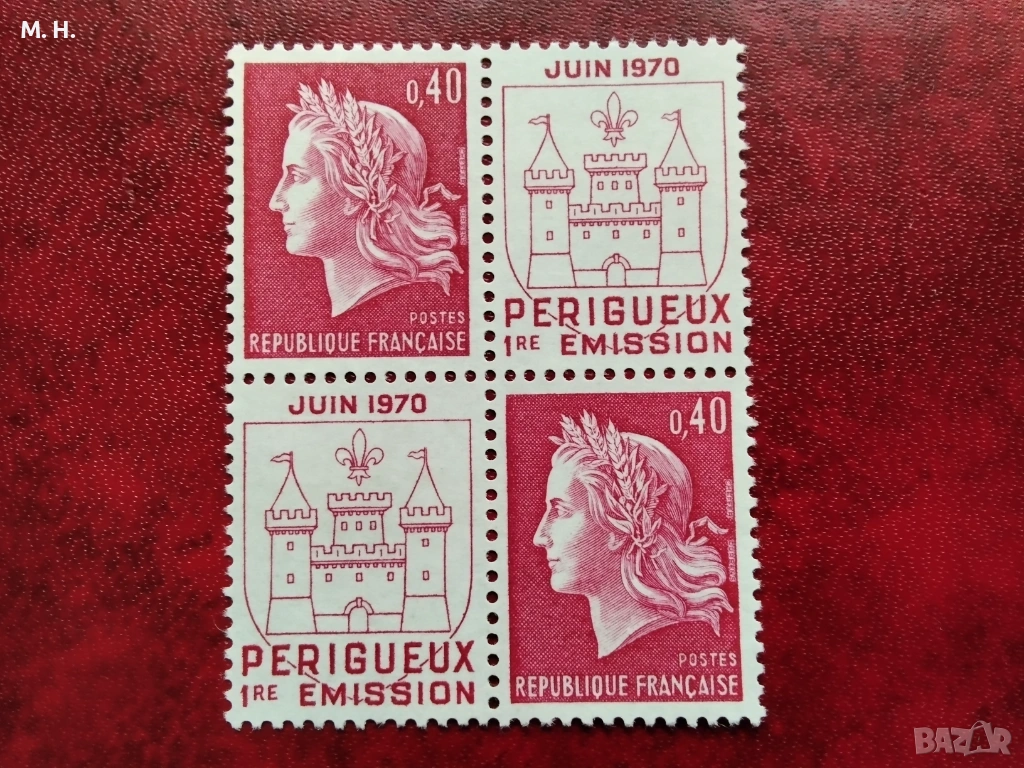 M. H.
0,40
POSTES
REPUBLIQUE FRANÇAISE
JUIN 1970
PERIGUEUX
1RE EMISSION
JUIN 1970
PERIGUEUX
1RE EMISSION
0,40
POSTES
REPUBLIQUE FRANÇAISE
BAZAR